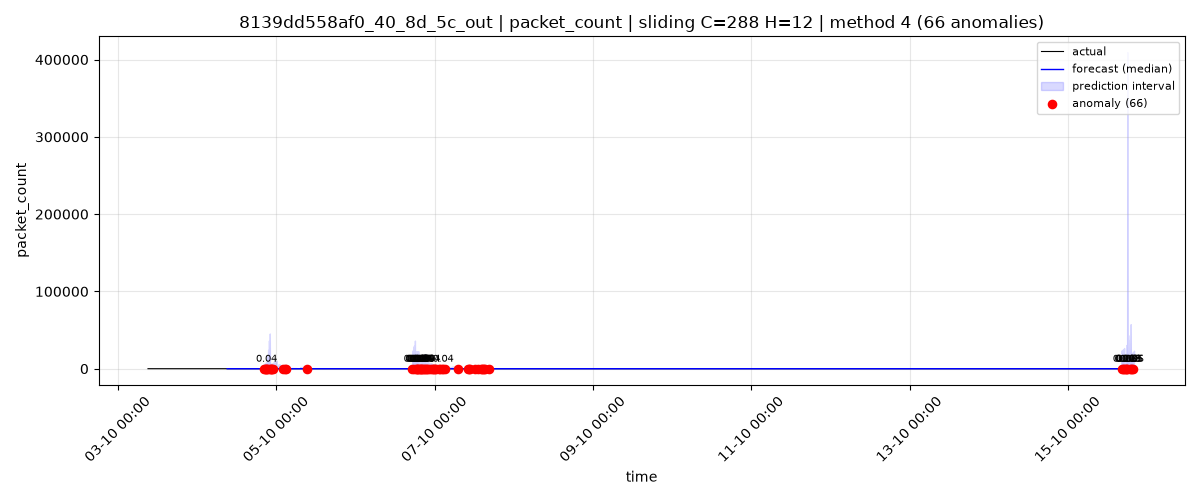 8139dd558af0_40_8d_5c_out | packet_count | sliding C=288 H=12 | method 4 (66 anomalies)
actual
forecast (median)
prediction interval
anomaly (66)
packet_count
400000
300000
200000
100000
0
0.04
03-10 00:00
05-10 00:00
07-10 00:00
09-10 00:00
11-10 00:00
13-10 00:00
15-10 00:00
time